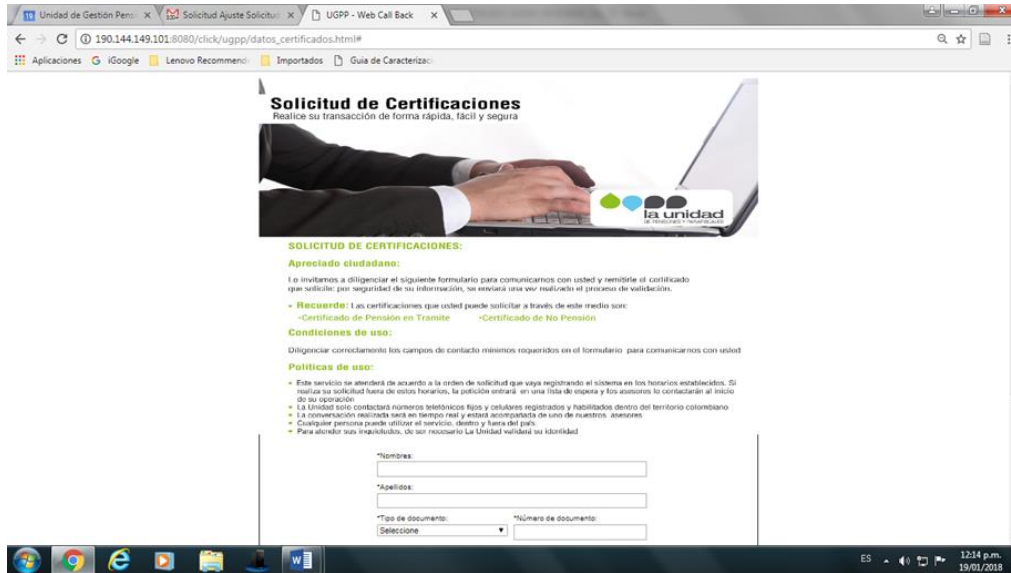 Unidad de Gestión Pensi
Solicitud Ajuste Solicitud
UGPP - Web Call Back
190.144.149.101:8080/click/ugpp/datos_certificados.html#
Aplicaciones
iGoogle
Lenovo Recommend
Importados
Guia de Caracterizac
Solicitud de Certificaciones
Realice su transacción de forma rápida, fácil y segura
la unidad
DE PENSIONES Y PARAFISCALES
SOLICITUD DE CERTIFICACIONES:
Apreciado ciudadano:
Lo invitamos a diligenciar el siguiente formulario para comunicarnos con usted y remitirle el certificado
que solicite; por seguridad de su información, se enviará una vez realizado el proceso de validación.
Recuerde: Las certificaciones que usted puede solicitar a través de este medio son:
•Certificado de Pensión en Tramite •Certificado de No Pensión
Condiciones de uso:
Diligenciar correctamente los campos de contacto mínimos requeridos en el formulario para comunicarnos con usted
Políticas de uso:
Este servicio se atenderá de acuerdo a la orden de solicitud que vaya registrando el sistema en los horarios establecidos. Si
realiza su solicitud fuera de estos horarios, la petición entrará en una lista de espera y los asesores lo contactarán al inicio
de su operación
La Unidad solo contactará números telefónicos fijos y celulares registrados y habilitados dentro del territorio colombiano
La conversación realizada será en tiempo real y estará acompañada de uno de nuestros asesores
Cualquier persona puede utilizar el servicio, dentro y fuera del país
Para atender sus inquietudes, de ser necesario La Unidad validará su identidad
*Nombres:
*Apellidos:
*Tipo de documento: *Número de documento:
Seleccione
ES
12:14 p.m.
19/01/2018